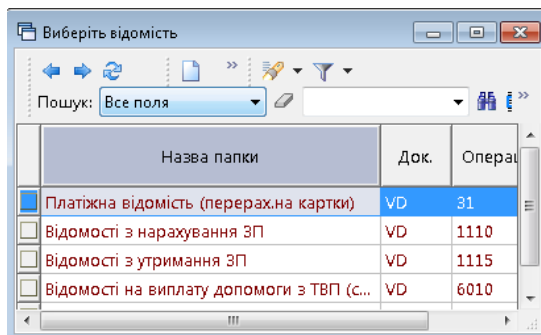 Виберіть відомість
»
Пошук: Все поля »
Назва папки Док. Операц
Платіжна відомість (перерах.на картки) VD 31
Відомості з нарахування ЗП VD 1110
Відомості з утримання ЗП VD 1115
Відомості на виплату допомоги з ТВП (с... VD 6010